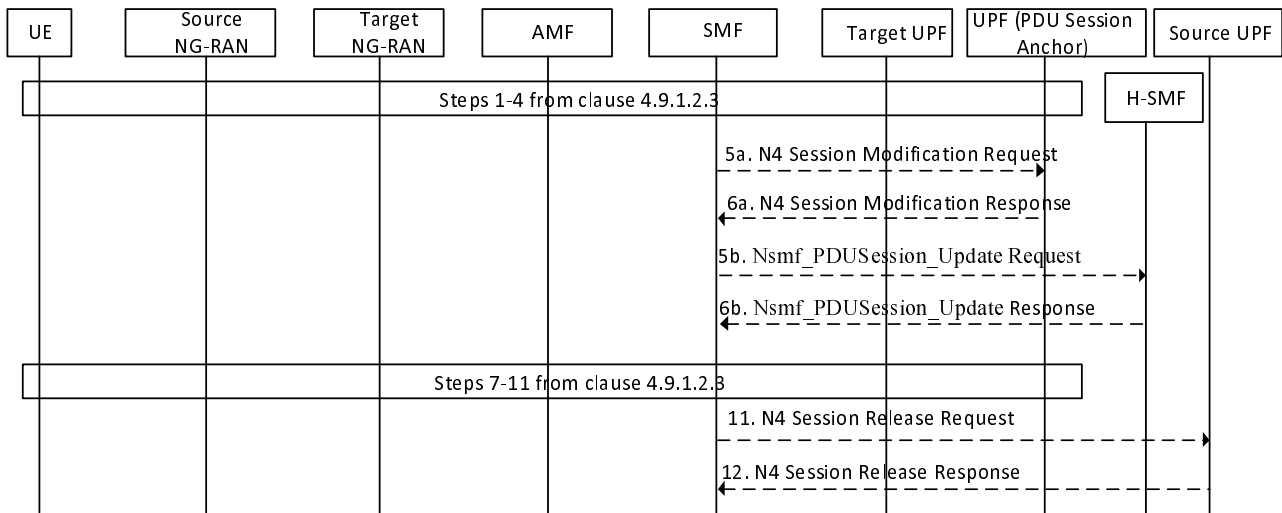 UE
Source
NG-RAN
Target
NG-RAN
AMF
SMF
Target UPF
UPF (PDU Session
Anchor)
Source UPF
Steps 1-4 from clause 4.9.1.2.3
H-SMF
5a. N4 Session Modification Request
6a. N4 Session Modification Response
5b. Nsmf_PDUSession_Update Request
6b. Nsmf_PDUSession_Update Response
Steps 7-11 from clause 4.9.1.2.3
11. N4 Session Release Request
12. N4 Session Release Response